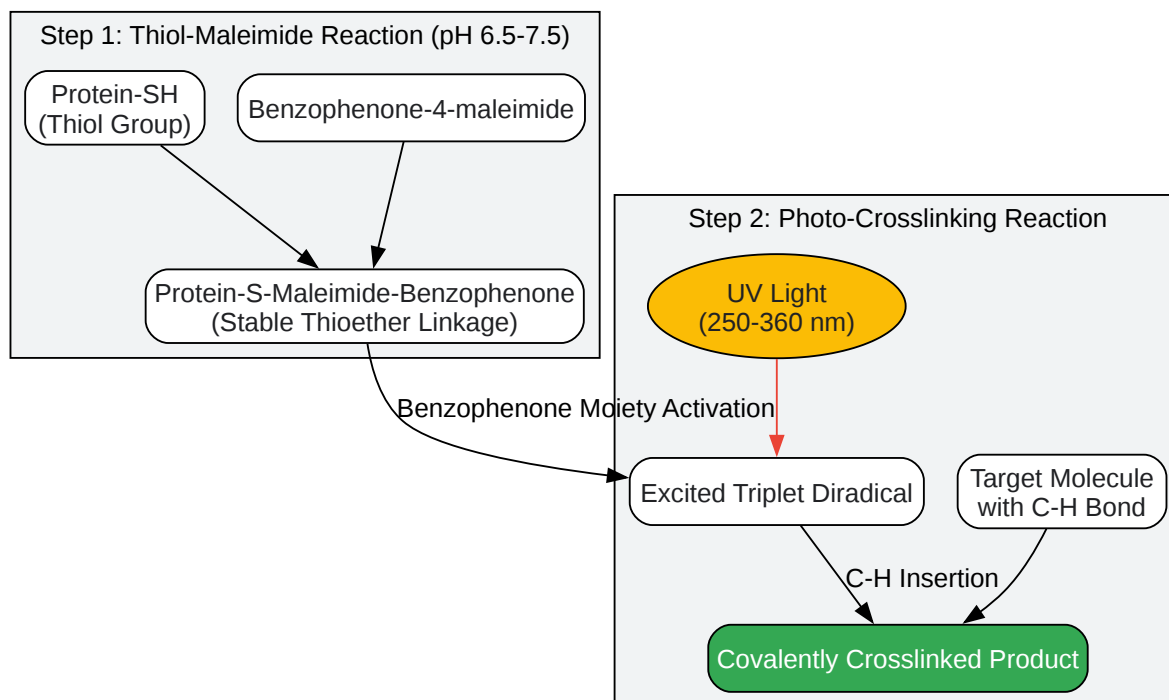 Step 1: Thiol-Maleimide Reaction (pH 6.5-7.5)
Protein-SH
(Thiol Group)
Benzophenone-4-maleimide
Protein-S-Maleimide-Benzophenone
(Stable Thioether Linkage)
Step 2: Photo-Crosslinking Reaction
UV Light
(250-360 nm)
Benzophenone Moiety Activation
Excited Triplet Diradical
Target Molecule
with C-H Bond
C-H Insertion
Covalently Crosslinked Product